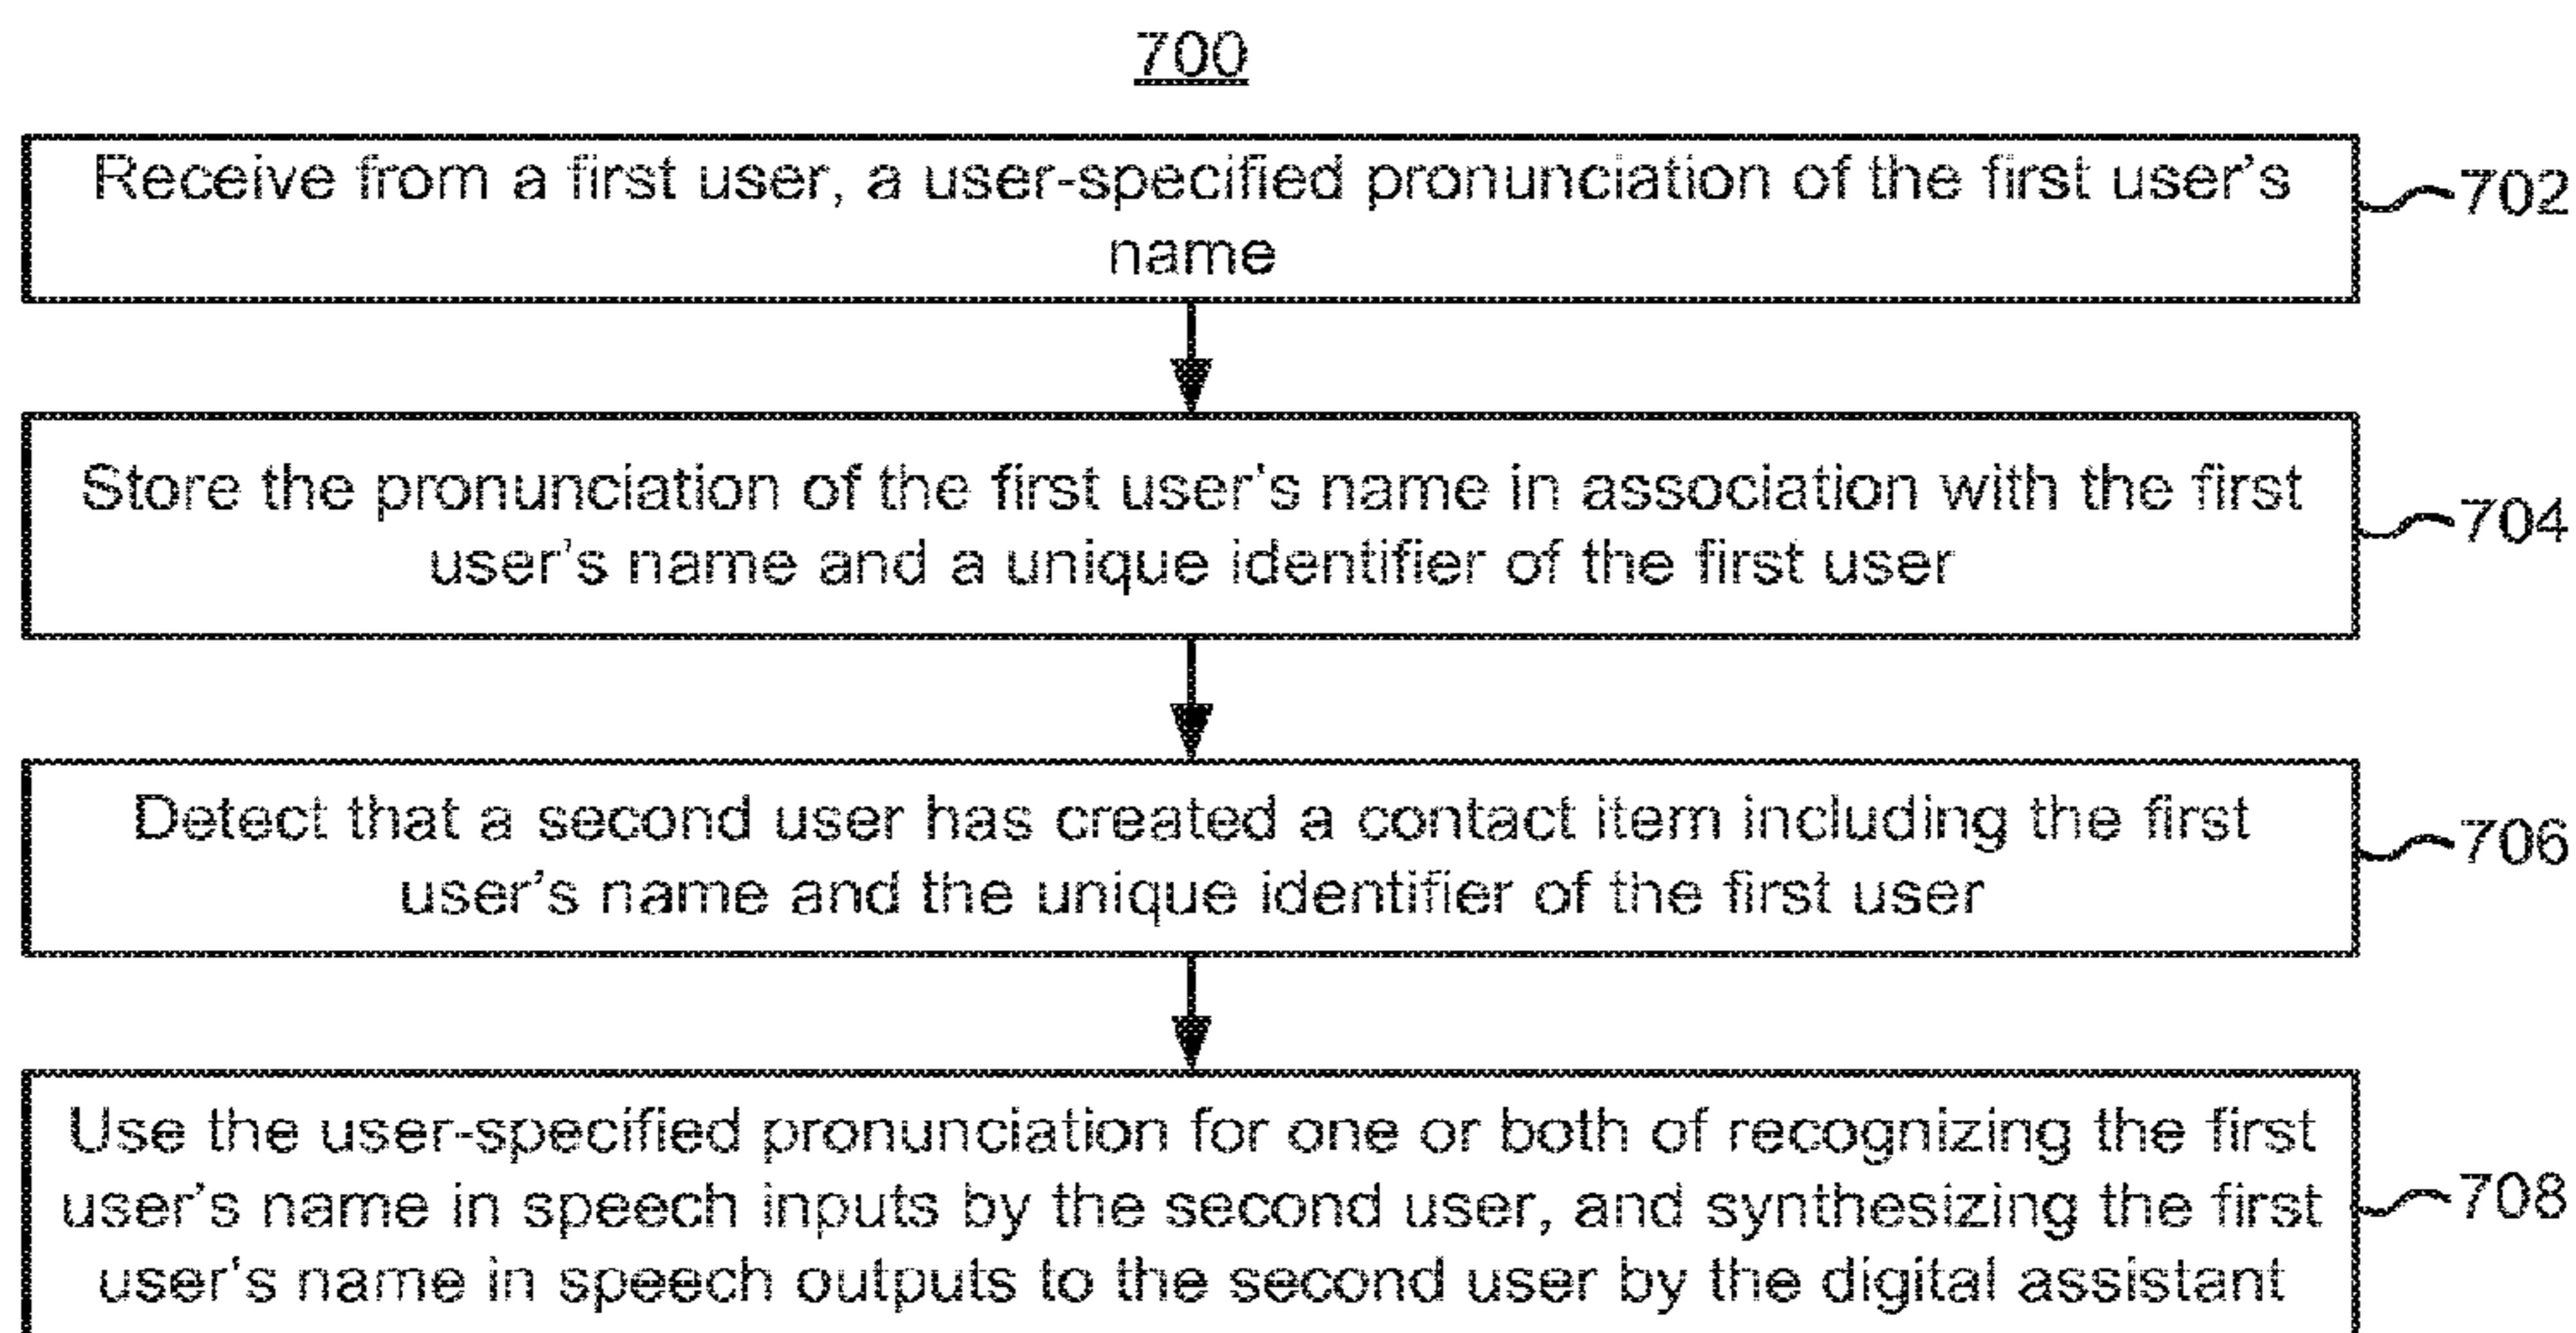 700
Receive from a first user, a user-specified pronunciation of the first user's
name
702
Store the pronunciation of the first user's name in association with the first
user's name and a unique identifier of the first user
704
Detect that a second user has created a contact item including the first
user's name and the unique identifier of the first user
706
Use the user-specified pronunciation for one or both of recognizing the first
user's name in speech inputs by the second user, and synthesizing the first
user's name in speech outputs to the second user by the digital assistant
708